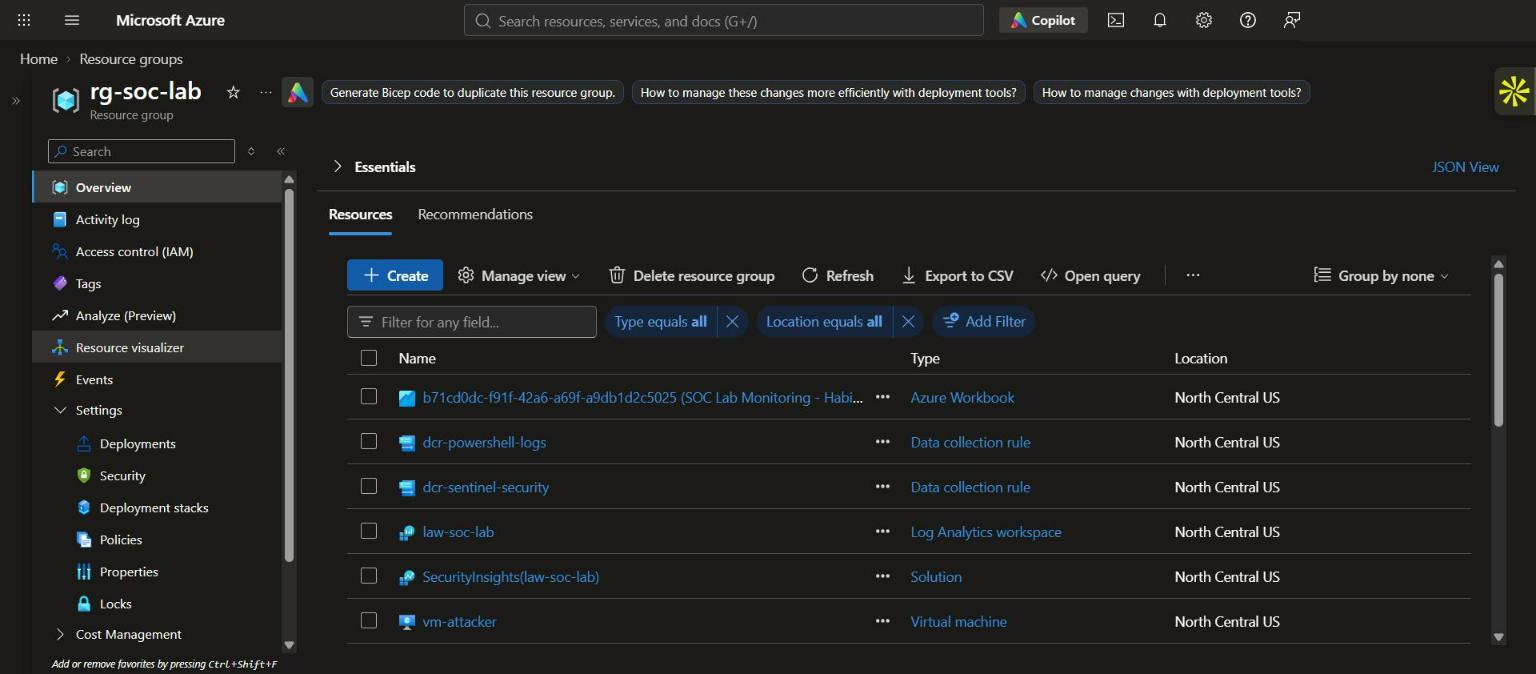 Microsoft Azure
Search resources, services, and docs (G+/)
Copilot
Home > Resource groups
rg-soc-lab
Resource group
Generate Bicep code to duplicate this resource group.
How to manage these changes more efficiently with deployment tools?
How to manage changes with deployment tools?
Search
Overview
Activity log
Access control (IAM)
Tags
Analyze (Preview)
Resource visualizer
Events
Settings
Deployments
Security
Deployment stacks
Policies
Properties
Locks
Cost Management
Add or remove favorites by pressing Ctrl+Shift+F
Essentials
JSON View
Resources Recommendations
Create Manage view Delete resource group Refresh Export to CSV Open query ... Group by none
Filter for any field... Type equals all Location equals all Add Filter
Name Type Location
b71cd0dc-f91f-42a6-a69f-a9db1d2c5025 (SOC Lab Monitoring - Habi... Azure Workbook North Central US
dcr-powershell-logs Data collection rule North Central US
dcr-sentinel-security Data collection rule North Central US
law-soc-lab Log Analytics workspace North Central US
SecurityInsights(law-soc-lab) Solution North Central US
vm-attacker Virtual machine North Central US